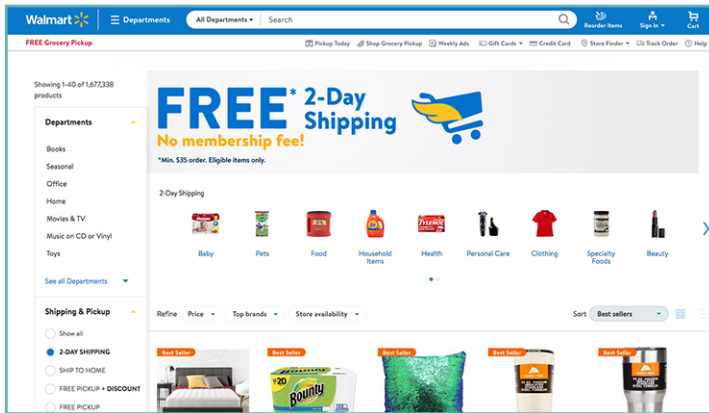 Walmart
Departments
All Departments
Search
Reorder Items
Sign In
Cart
FREE Grocery Pickup
Pickup Today
Shop Grocery Pickup
Weekly Ads
Gift Cards
Credit Card
Store Finder
Track Order
Help
Showing 1-40 of 1,677,338
products
Departments
Books
Seasonal
Office
Home
Movies & TV
Music on CD or Vinyl
Toys
See all Departments
Shipping & Pickup
Show all
2-DAY SHIPPING
SHIP TO HOME
FREE PICKUP + DISCOUNT
FREE PICKUP
FREE* 2-Day
Shipping
No membership fee!
*Min. $35 order. Eligible items only.
2-Day Shipping
TYLENOL
Baby
Pets
Food
Household
Items
Health
Personal Care
Clothing
Specialty
Foods
Beauty
Refine
Price
Top brands
Store availability
Sort
Best sellers
Best Seller
Best Seller
Best Seller
Best Seller
Best Seller
Bounty